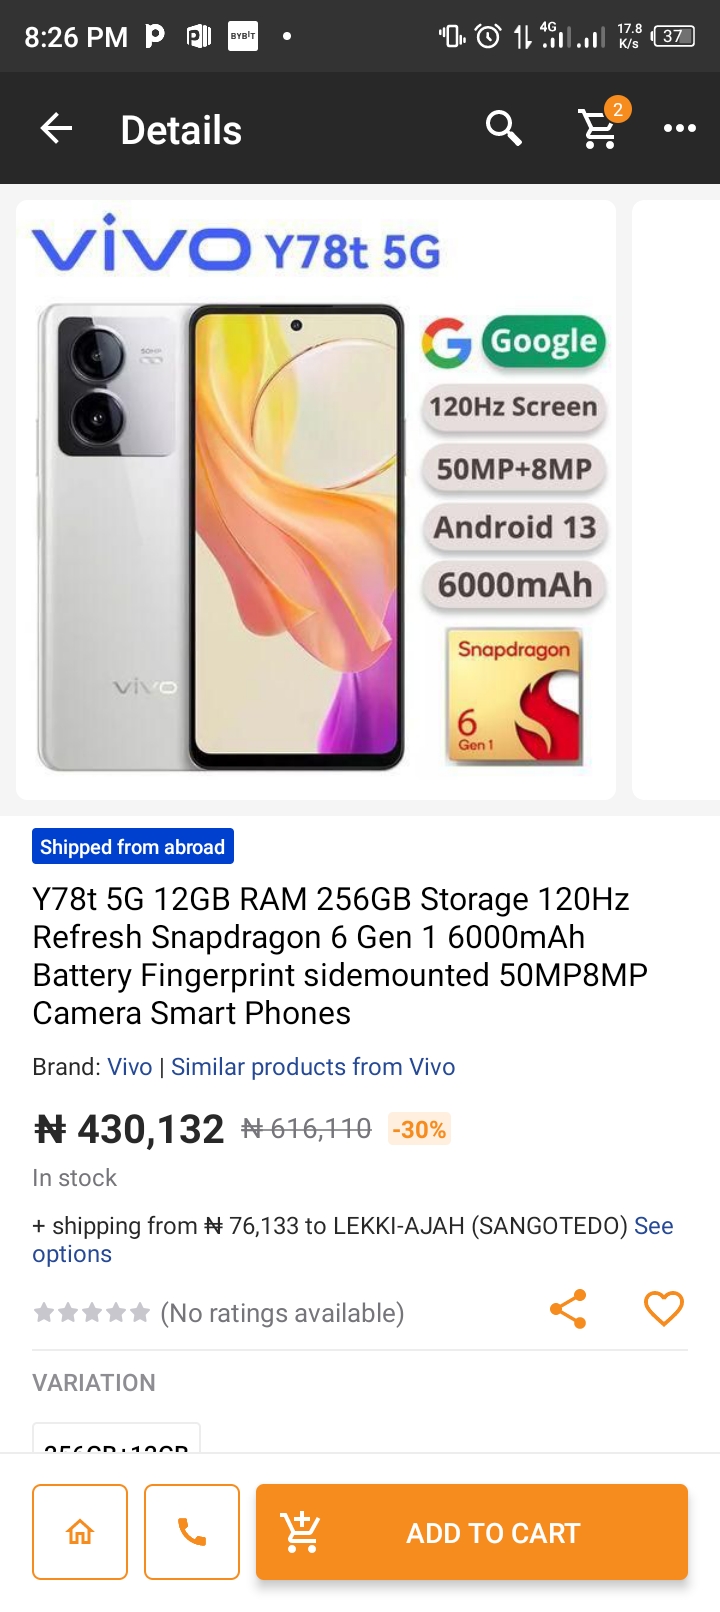 8:26 PM
BYBIT
4G
17.8
K/s
37
Details
2
vivo Y78t 5G
Google
120Hz Screen
50MP
50MP+8MP
Android 13
6000mAh
Snapdragon
6
Gen 1
vivo
Shipped from abroad
Y78t 5G 12GB RAM 256GB Storage 120Hz
Refresh Snapdragon 6 Gen 1 6000mAh
Battery Fingerprint sidemounted 50MP8MP
Camera Smart Phones
Brand: Vivo | Similar products from Vivo
₦ 430,132 ₦ 616,110 -30%
In stock
+ shipping from ₦ 76,133 to LEKKI-AJAH (SANGOTEDO) See
options
(No ratings available)
VARIATION
256GB+12GB
ADD TO CART